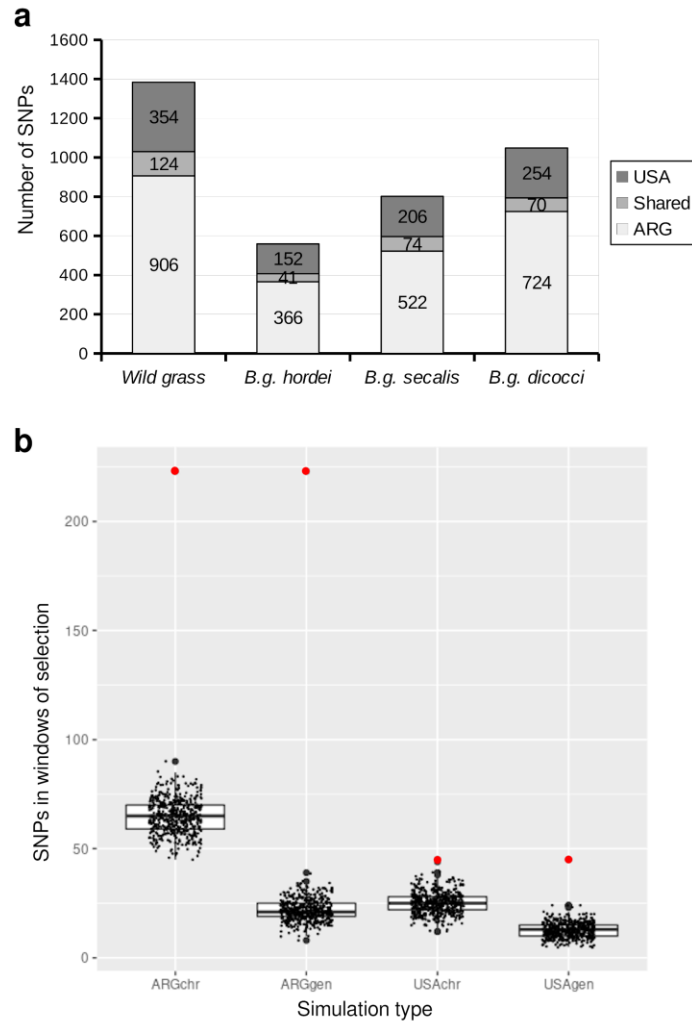 a
Number of SNPs
1600
1400
1200
1000
800
600
400
200
0
354
124
906
152
41
366
206
74
522
254
70
724
USA
Shared
ARG
Wild grass
B.g. hordei
B.g. secalis
B.g. dicocci
b
SNPs in windows of selection
200
150
100
50
0
ARGchr
ARGgen
USAchr
USAgen
Simulation type